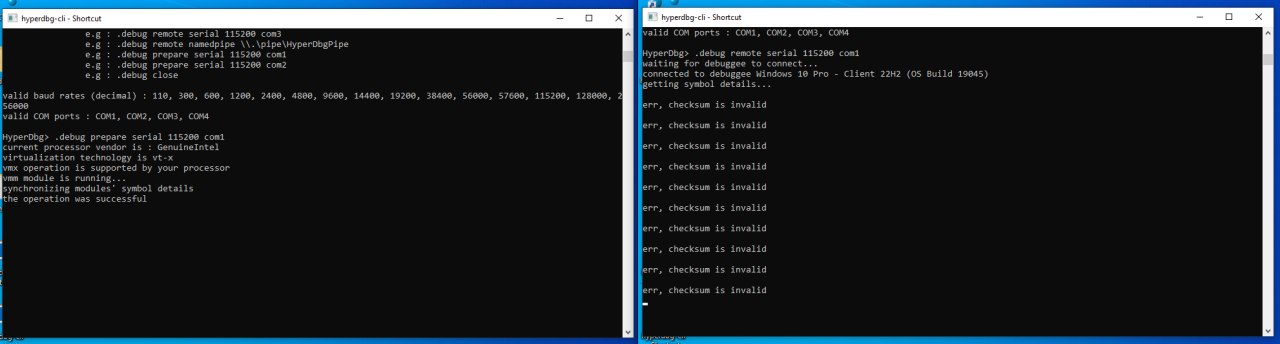 hyperdbg-cli - Shortcut
e.g : .debug remote serial 115200 com3
e.g : .debug remote namedpipe \\.\pipe\HyperDbgPipe
e.g : .debug prepare serial 115200 com1
e.g : .debug prepare serial 115200 com2
e.g : .debug close
valid baud rates (decimal) : 110, 300, 600, 1200, 2400, 4800, 9600, 14400, 19200, 38400, 56000, 57600, 115200, 128000, 2
56000
valid COM ports : COM1, COM2, COM3, COM4
HyperDbg> .debug prepare serial 115200 com1
current processor vendor is : GenuineIntel
virtualization technology is vt-x
vmx operation is supported by your processor
vmm module is running...
synchronizing modules' symbol details
the operation was successful
hyperdbg-cli - Shortcut
valid COM ports : COM1, COM2, COM3, COM4
HyperDbg> .debug remote serial 115200 com1
waiting for debuggee to connect...
connected to debuggee Windows 10 Pro - Client 22H2 (OS Build 19045)
getting symbol details...
err, checksum is invalid
err, checksum is invalid
err, checksum is invalid
err, checksum is invalid
err, checksum is invalid
err, checksum is invalid
err, checksum is invalid
err, checksum is invalid
err, checksum is invalid
err, checksum is invalid